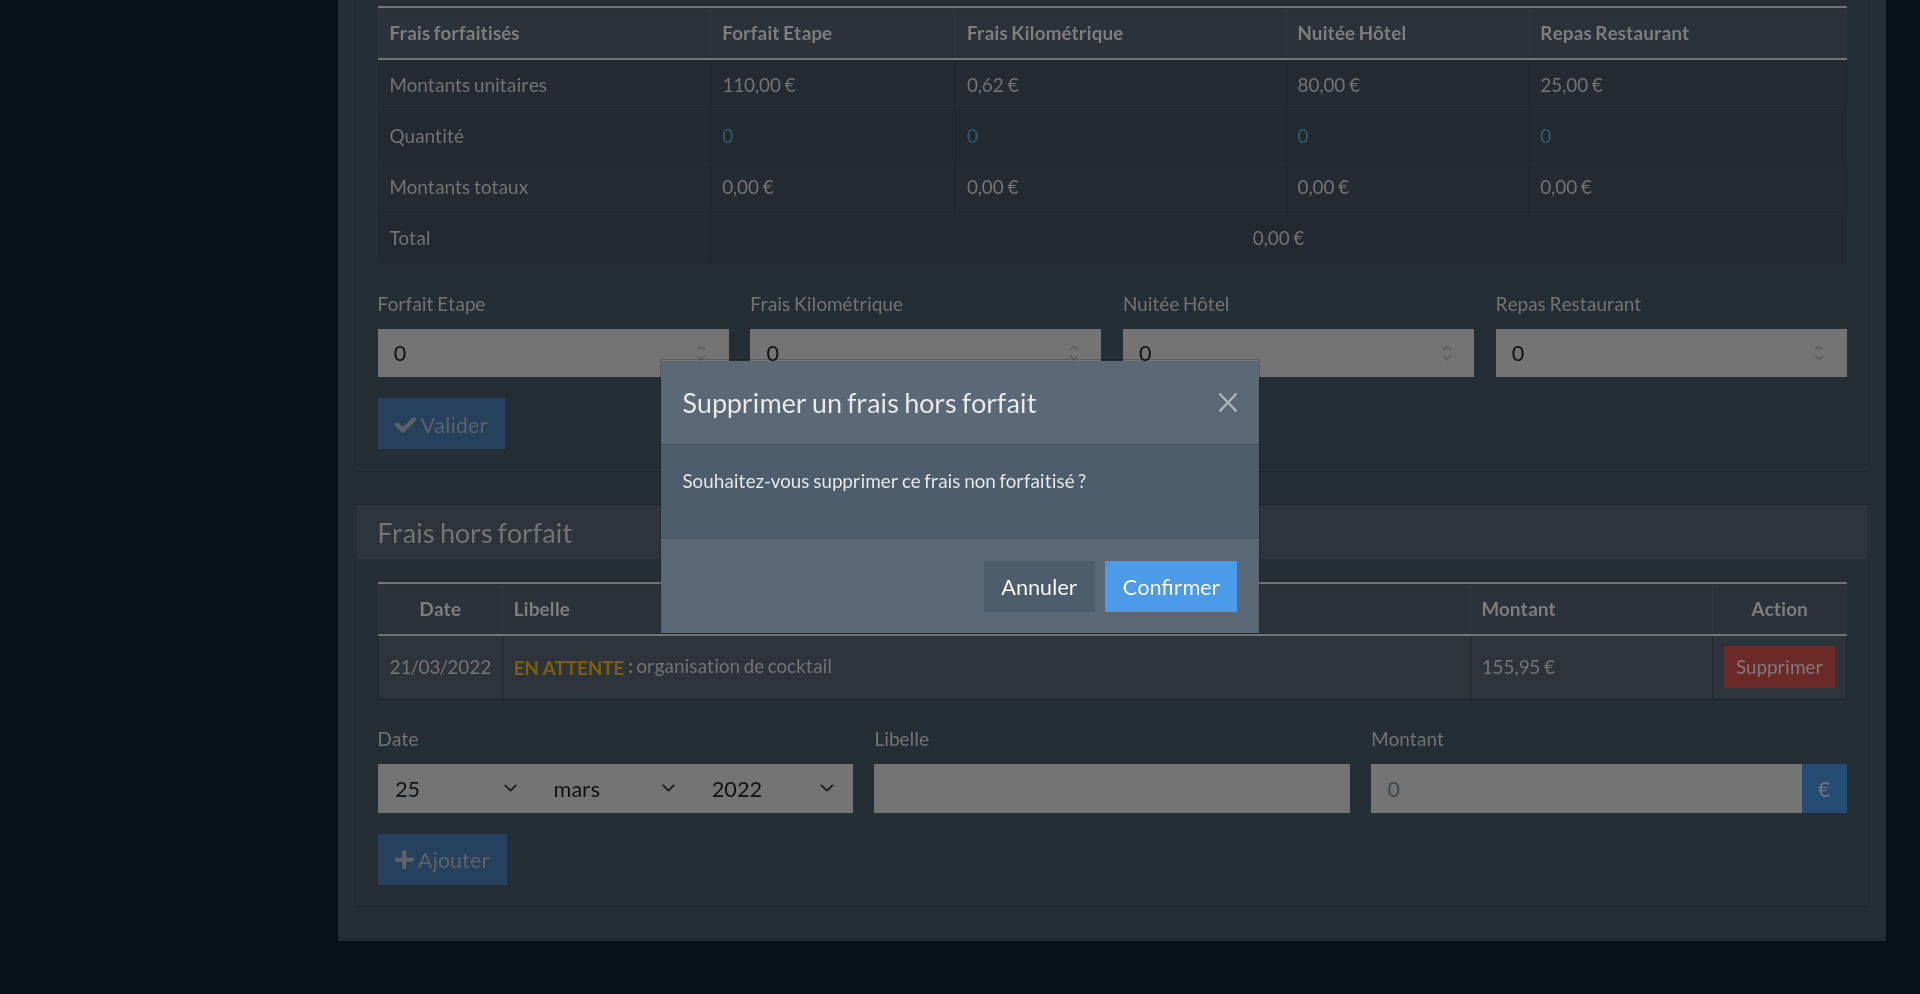 Frais forfaitisés Forfait Etape Frais Kilométrique Nuitée Hôtel Repas Restaurant
Montants unitaires 110,00 € 0,62 € 80,00 € 25,00 €
Quantité 0 0 0 0
Montants totaux 0,00 € 0,00 € 0,00 € 0,00 €
Total 0,00 €
Forfait Etape Frais Kilométrique Nuitée Hôtel Repas Restaurant
0 0 0 0
Valider
Supprimer un frais hors forfait
Souhaitez-vous supprimer ce frais non forfaitisé ?
Annuler Confirmer
Frais hors forfait
Date Libelle Montant Action
21/03/2022 EN ATTENTE : organisation de cocktail 155,95 € Supprimer
Date Libelle Montant
25 mars 2022 0 €
Ajouter